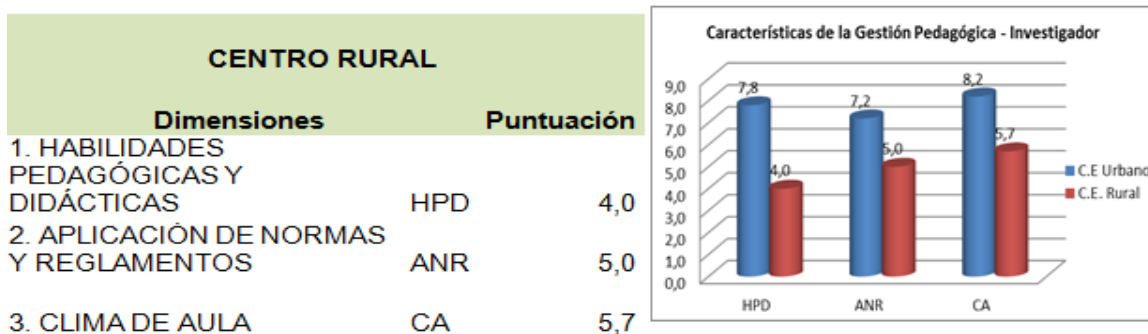 CENTRO RURAL
Dimensiones Puntuación
1. HABILIDADES
PEDAGÓGICAS Y
DIDÁCTICAS HPD 4,0
2. APLICACIÓN DE NORMAS
Y REGLAMENTOS ANR 5,0
3. CLIMA DE AULA CA 5,7
Características de la Gestión Pedagógica - Investigador
9,0
8,0
7,0
6,0
5,0
4,0
3,0
2,0
1,0
0,0
7,8
4,0
7,2
5,0
8,2
5,7
HPD ANR CA
C.E Urbano
C.E. Rural